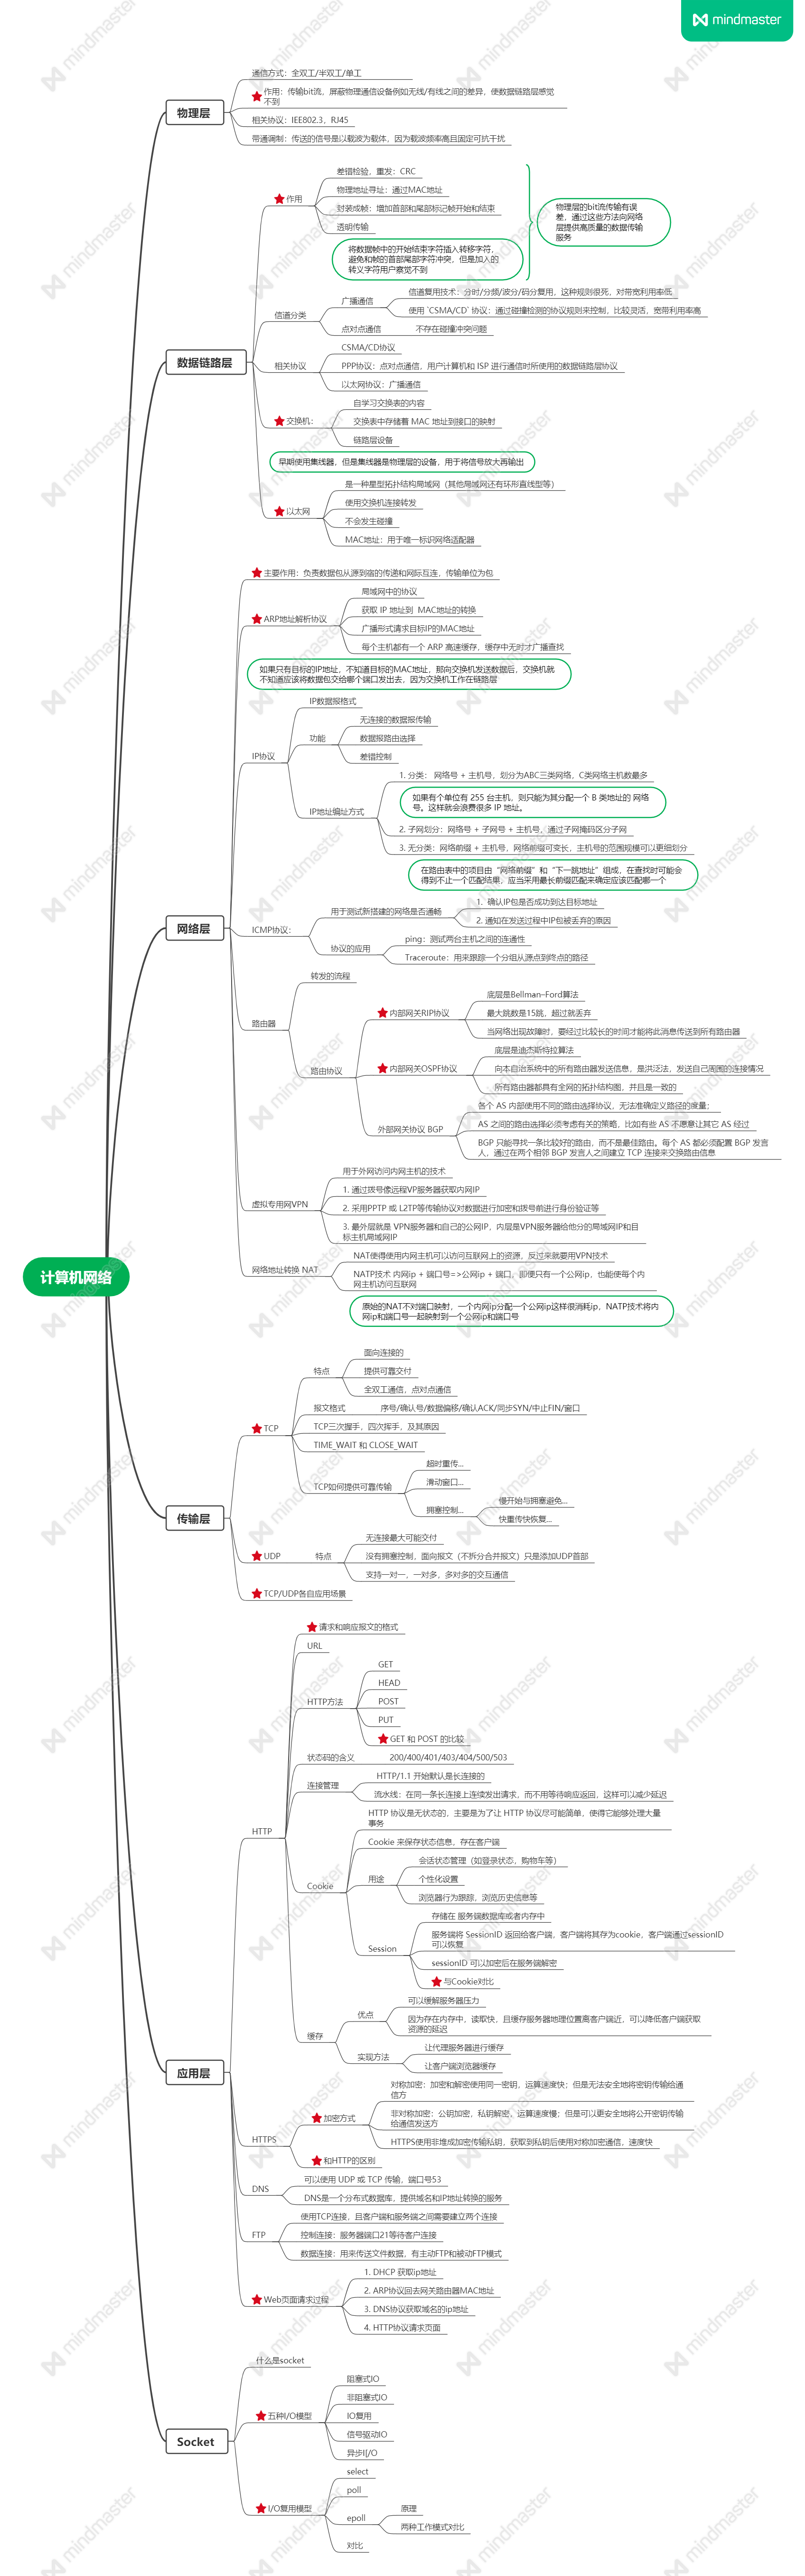 mindmaster
计算机网络
物理层
通信方式：全双工/半双工/单工
作用：传输bit流，屏蔽物理通信设备例如无线/有线之间的差异，使数据链路层感觉
不到
相关协议：IEE802.3，RJ45
带通调制：传送的信号是以载波为载体，因为载波频率高且固定可抗干扰
数据链路层
作用
差错检验，重发：CRC
物理地址寻址：通过MAC地址
封装成帧：增加首部和尾部标记帧开始和结束
透明传输
将数据帧中的开始结束字符插入转移字符，
避免和帧的首部尾部字符冲突，但是加入的
转义字符用户察觉不到
物理层的bit流传输有误
差，通过这些方法向网络
层提供高质量的数据传输
服务
信道分类
广播通信
信道复用技术：分时/分频/波分/码分复用，这种规则很死，对带宽利用率低
使用 `CSMA/CD` 协议：通过碰撞检测的协议规则来控制，比较灵活，宽带利用率高
点对点通信
不存在碰撞冲突问题
相关协议
CSMA/CD协议
PPP协议：点对点通信，用户计算机和 ISP 进行通信时所使用的数据链路层协议
以太网协议：广播通信
交换机：
自学习交换表的内容
交换表中存储着 MAC 地址到接口的映射
链路层设备
早期使用集线器，但是集线器是物理层的设备，用于将信号放大再输出
以太网
是一种星型拓扑结构局域网（其他局域网还有环形直线型等）
使用交换机连接转发
不会发生碰撞
MAC地址：用于唯一标识网络适配器
网络层
主要作用：负责数据包从源到宿的传递和网际互连，传输单位为包
ARP地址解析协议
局域网中的协议
获取 IP 地址到 MAC地址的转换
广播形式请求目标IP的MAC地址
每个主机都有一个 ARP 高速缓存，缓存中无时才广播查找
如果只有目标的IP地址，不知道目标的MAC地址，那向交换机发送数据后，交换机就
不知道应该将数据包交给哪个端口发出去，因为交换机工作在链路层
IP协议
IP数据报格式
功能
无连接的数据报传输
数据报路由选择
差错控制
IP地址编址方式
1. 分类： 网络号 + 主机号，划分为ABC三类网络，C类网络主机数最多
如果有个单位有 255 台主机，则只能为其分配一个 B 类地址的 网络
号。这样就会浪费很多 IP 地址。
2. 子网划分：网络号 + 子网号 + 主机号，通过子网掩码区分子网
3. 无分类：网络前缀 + 主机号，网络前缀可变长，主机号的范围规模可以更细划分
在路由表中的项目由“网络前缀”和“下一跳地址”组成，在查找时可能会
得到不止一个匹配结果，应当采用最长前缀匹配来确定应该匹配哪一个
ICMP协议：
用于测试新搭建的网络是否通畅
1. 确认IP包是否成功到达目标地址
2. 通知在发送过程中IP包被丢弃的原因
协议的应用
ping：测试两台主机之间的连通性
Traceroute：用来跟踪一个分组从源点到终点的路径
路由器
转发的流程
路由协议
内部网关RIP协议
底层是Bellman–Ford算法
最大跳数是15跳，超过就丢弃
当网络出现故障时，要经过比较长的时间才能将此消息传送到所有路由器
内部网关OSPF协议
底层是迪杰斯特拉算法
向本自治系统中的所有路由器发送信息，是洪泛法，发送自己周围的连接情况
所有路由器都具有全网的拓扑结构图，并且是一致的
外部网关协议 BGP
各个 AS 内部使用不同的路由选择协议，无法准确定义路径的度量；
AS 之间的路由选择必须考虑有关的策略，比如有些 AS 不愿意让其它 AS 经过
BGP 只能寻找一条比较好的路由，而不是最佳路由。每个 AS 都必须配置 BGP 发言
人，通过在两个相邻 BGP 发言人之间建立 TCP 连接来交换路由信息
虚拟专用网VPN
用于外网访问内网主机的技术
1. 通过拨号像远程VP服务器获取内网IP
2. 采用PPTP 或 L2TP等传输协议对数据进行加密和拨号前进行身份验证等
3. 最外层就是 VPN服务器和自己的公网IP，内层是VPN服务器给他分的局域网IP和目
标主机局域网IP
网络地址转换 NAT
NAT使得使用内网主机可以访问互联网上的资源，反过来就要用VPN技术
NATP技术 内网ip + 端口号=>公网ip + 端口，即便只有一个公网ip，也能使每个内
网主机访问互联网
原始的NAT不对端口映射，一个内网ip分配一个公网ip这样很消耗ip，NATP技术将内
网ip和端口号一起映射到一个公网ip和端口号
传输层
TCP
特点
面向连接的
提供可靠交付
全双工通信，点对点通信
报文格式
序号/确认号/数据偏移/确认ACK/同步SYN/中止FIN/窗口
TCP三次握手，四次挥手，及其原因
TIME_WAIT 和 CLOSE_WAIT
TCP如何提供可靠传输
超时重传...
滑动窗口...
拥塞控制...
慢开始与拥塞避免...
快重传快恢复...
UDP
特点
无连接最大可能交付
没有拥塞控制，面向报文（不拆分合并报文）只是添加UDP首部
支持一对一，一对多，多对多的交互通信
TCP/UDP各自应用场景
应用层
HTTP
请求和响应报文的格式
URL
HTTP方法
GET
HEAD
POST
PUT
GET 和 POST 的比较
状态码的含义
200/400/401/403/404/500/503
连接管理
HTTP/1.1 开始默认是长连接的
流水线：在同一条长连接上连续发出请求，而不用等待响应返回，这样可以减少延迟
Cookie
HTTP 协议是无状态的，主要是为了让 HTTP 协议尽可能简单，使得它能够处理大量
事务
Cookie 来保存状态信息，存在客户端
用途
会话状态管理（如登录状态，购物车等）
个性化设置
浏览器行为跟踪，浏览历史信息等
Session
存储在 服务端数据库或者内存中
服务端将 SessionID 返回给客户端，客户端将其存为cookie，客户端通过sessionID
可以恢复
sessionID 可以加密后在服务端解密
与Cookie对比
缓存
优点
可以缓解服务器压力
因为存在内存中，读取快，且缓存服务器地理位置离客户端近，可以降低客户端获取
资源的延迟
实现方法
让代理服务器进行缓存
让客户端浏览器缓存
HTTPS
加密方式
对称加密：加密和解密使用同一密钥，运算速度快；但是无法安全地将密钥传输给通
信方
非对称加密：公钥加密，私钥解密，运算速度慢；但是可以更安全地将公开密钥传输
给通信发送方
HTTPS使用非堆成加密传输私钥，获取到私钥后使用对称加密通信，速度快
和HTTP的区别
DNS
可以使用 UDP 或 TCP 传输，端口号53
DNS是一个分布式数据库，提供域名和IP地址转换的服务
FTP
使用TCP连接，且客户端和服务端之间需要建立两个连接
控制连接：服务器端口21等待客户连接
数据连接：用来传送文件数据，有主动FTP和被动FTP模式
Web页面请求过程
1. DHCP 获取ip地址
2. ARP协议回去网关路由器MAC地址
3. DNS协议获取域名的ip地址
4. HTTP协议请求页面
Socket
什么是socket
五种I/O模型
阻塞式IO
非阻塞式IO
IO复用
信号驱动IO
异步I[/O
I/O复用模型
select
poll
epoll
原理
两种工作模式对比
对比